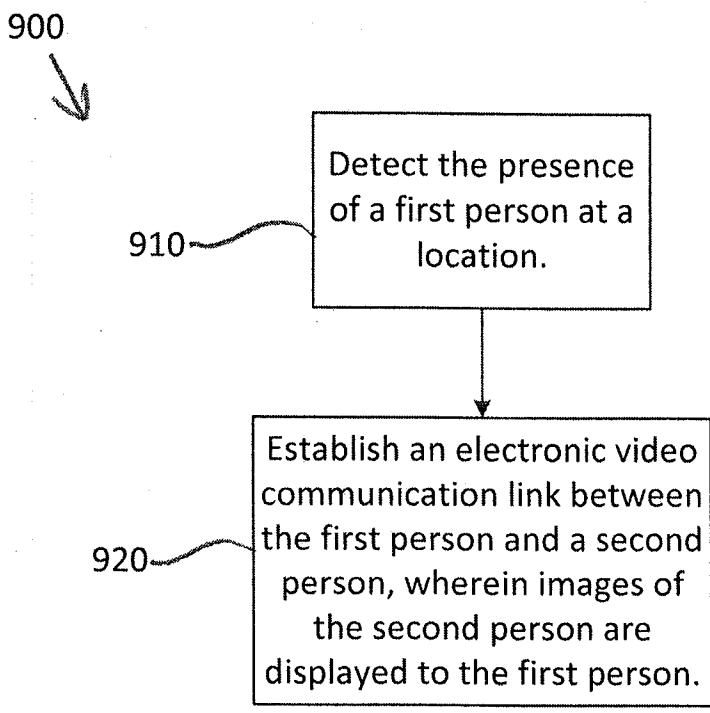 900
Detect the presence
of a first person at a
location.
910
Establish an electronic video
communication link between
the first person and a second
person, wherein images of
the second person are
displayed to the first person.
920